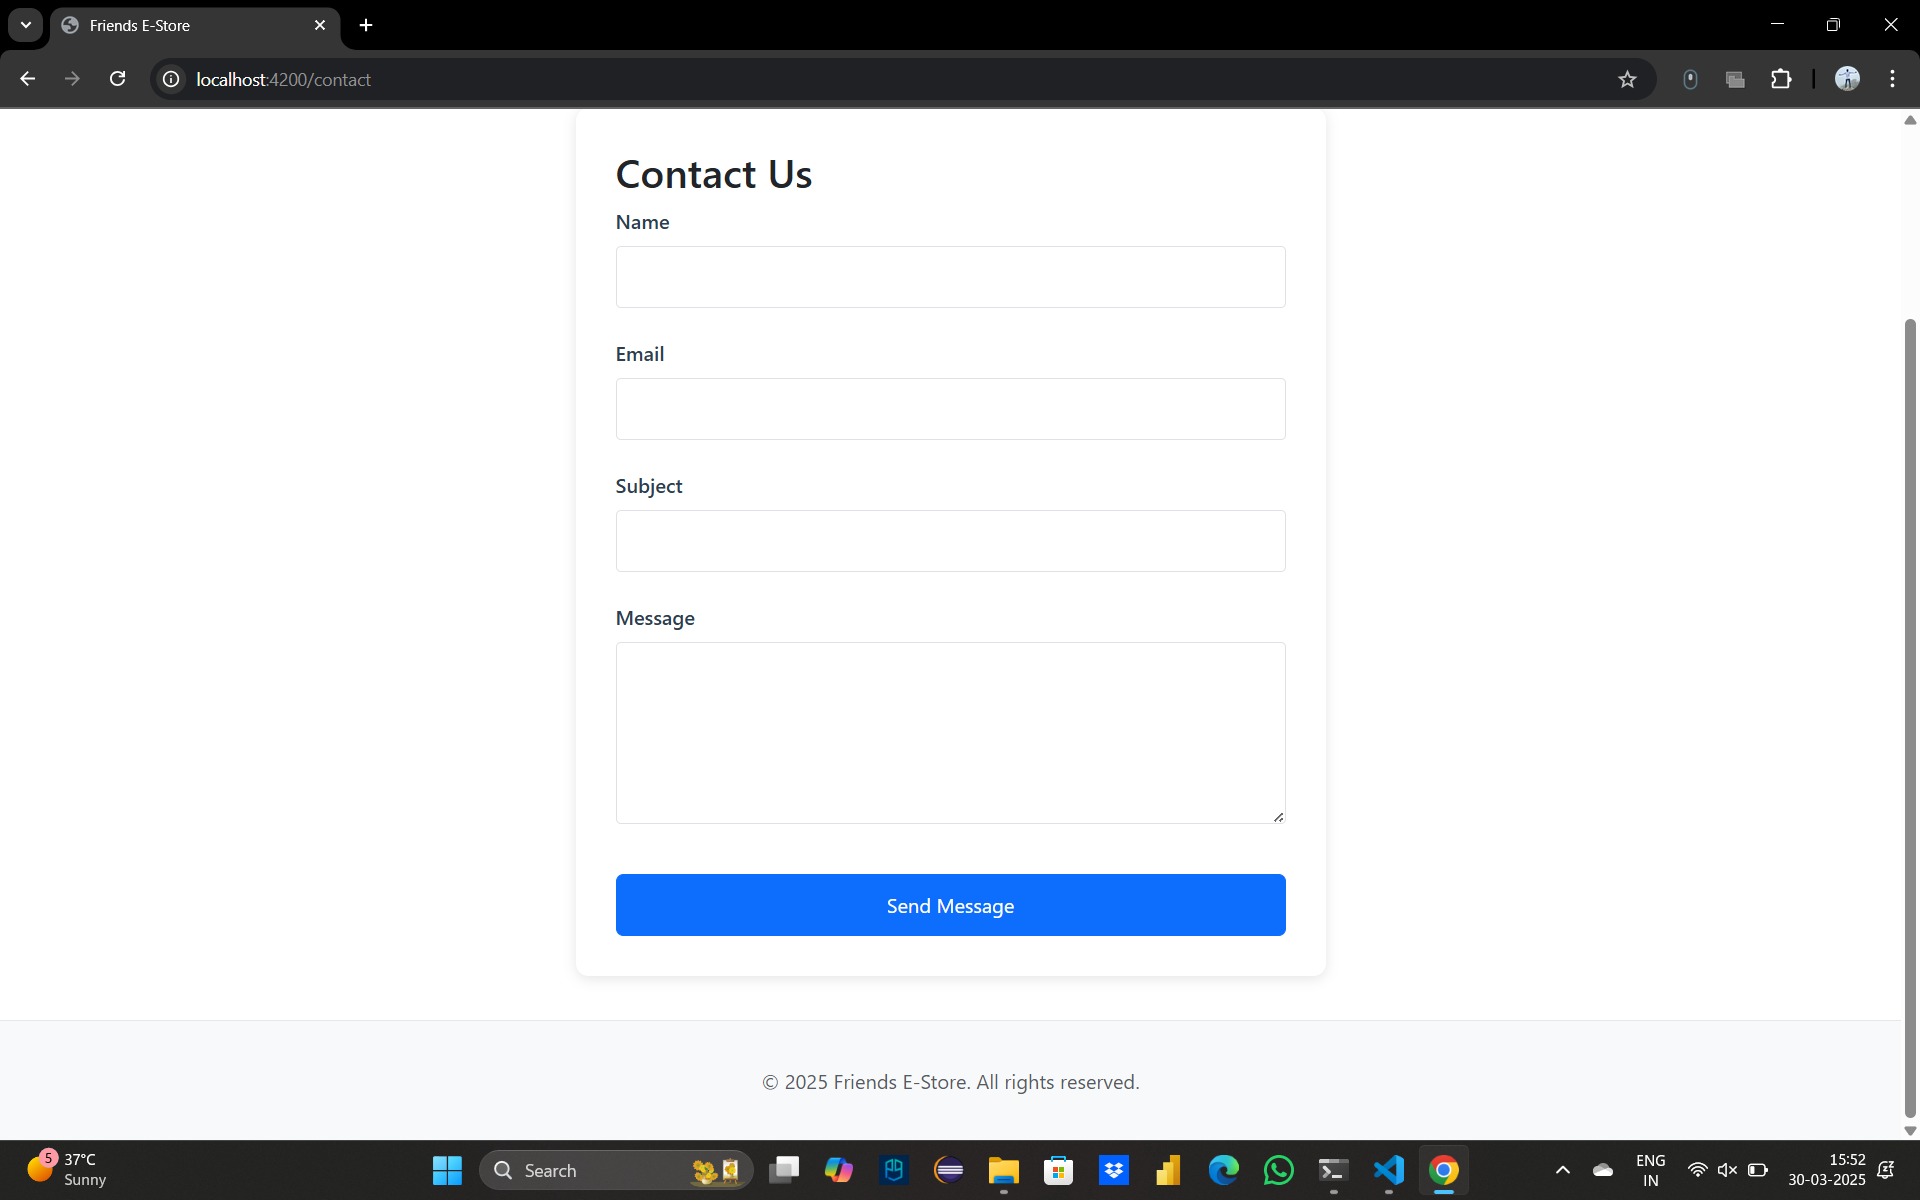 Friends E-Store
localhost:4200/contact
Contact Us
Name
Email
Subject
Message
Send Message
© 2025 Friends E-Store. All rights reserved.
5
37°C
Sunny
Search
ENG
IN
15:52
30-03-2025